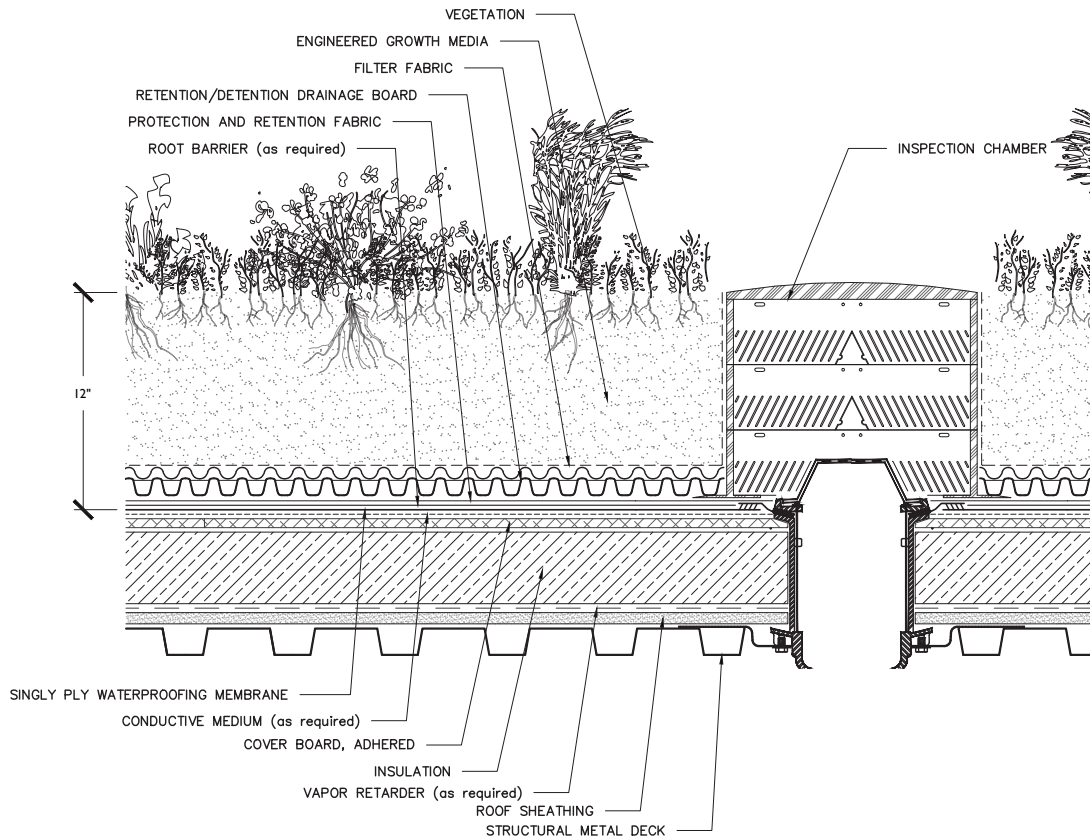 VEGETATION
ENGINEERED GROWTH MEDIA
FILTER FABRIC
RETENTION/DETENTION DRAINAGE BOARD
PROTECTION AND RETENTION FABRIC
ROOT BARRIER (as required)
INSPECTION CHAMBER
12"
SINGLY PLY WATERPROOFING MEMBRANE
CONDUCTIVE MEDIUM (as required)
COVER BOARD, ADHERED
INSULATION
VAPOR RETARDER (as required)
ROOF SHEATHING
STRUCTURAL METAL DECK